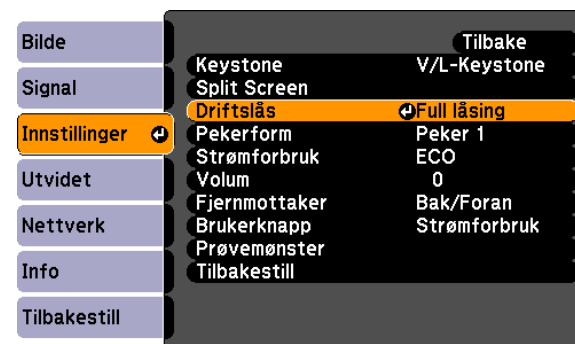 Bilde
Signal
Innstillinger
Utvidet
Nettverk
Info
Tilbakestill
Tilbake
Keystone V/L-Keystone
Split Screen
Driftslås Full låsing
Pekerform Peker 1
Strømforbruk ECO
Volum 0
Fjernmottaker Bak/Foran
Brukerknapp Strømforbruk
Prøvemønster
Tilbakestill